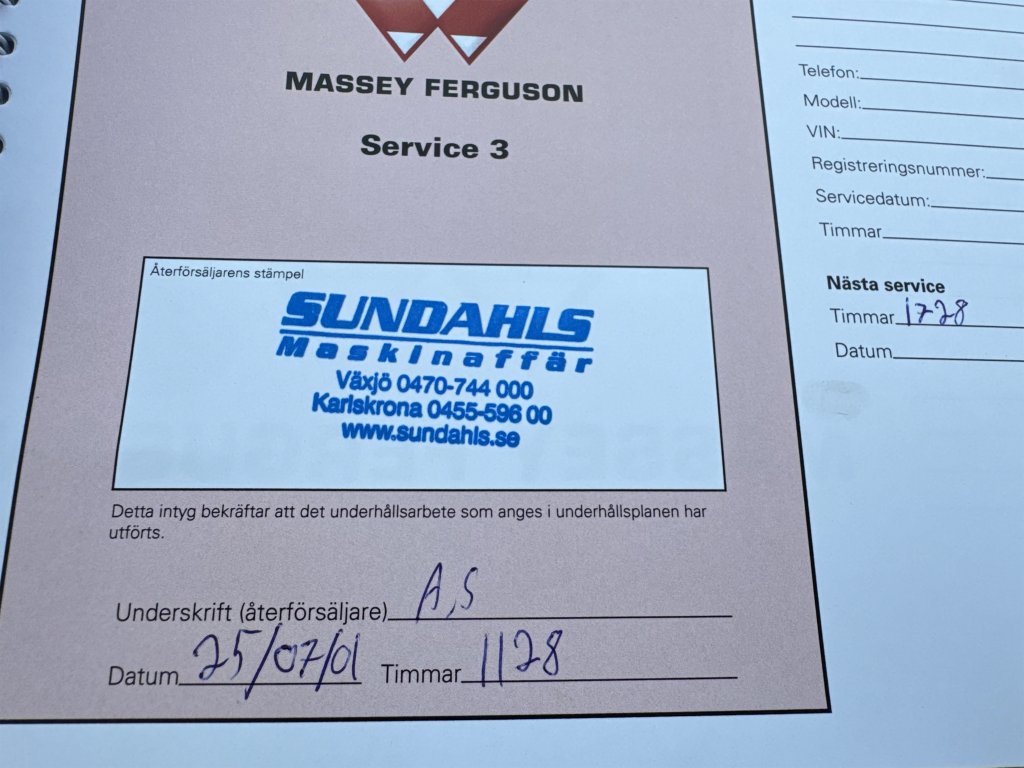 MASSEY FERGUSON
Service 3
Återförsäljarens stämpel
SUNDAHLS
Maskinaffär
Växjö 0470-744 000
Karlskrona 0455-596 00
www.sundahls.se
Detta intyg bekräftar att det underhållsarbete som anges i underhållsplanen har
utförts.
Underskrift (återförsäljare) A,S
Datum 25/07/01 Timmar 1128
Telefon:
Modell:
VIN:
Registreringsnummer:
Servicedatum:
Timmar
Nästa service
Timmar 1728
Datum